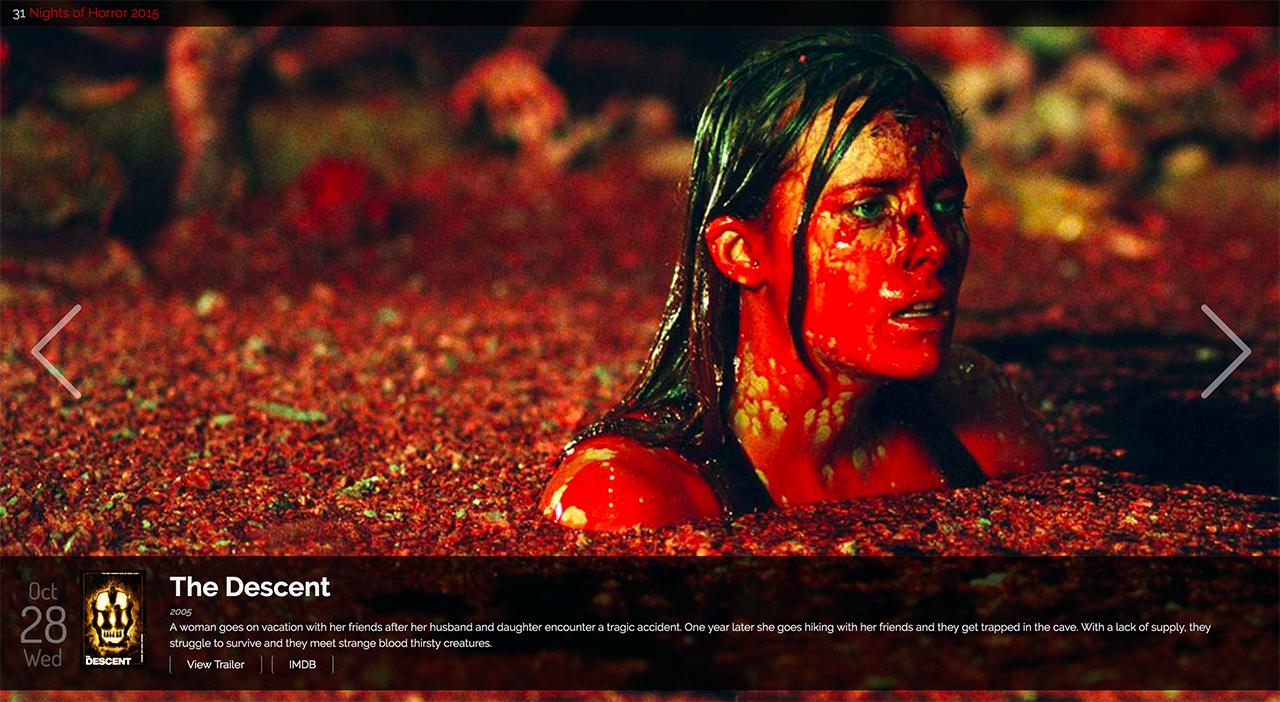 31 Nights of Horror 2015
Oct
28
Wed
DESCENT
The Descent
2005
A woman goes on vacation with her friends after her husband and daughter encounter a tragic accident. One year later she goes hiking with her friends and they get trapped in the cave. With a lack of supply, they
struggle to survive and they meet strange blood thirsty creatures.
View Trailer
IMDB